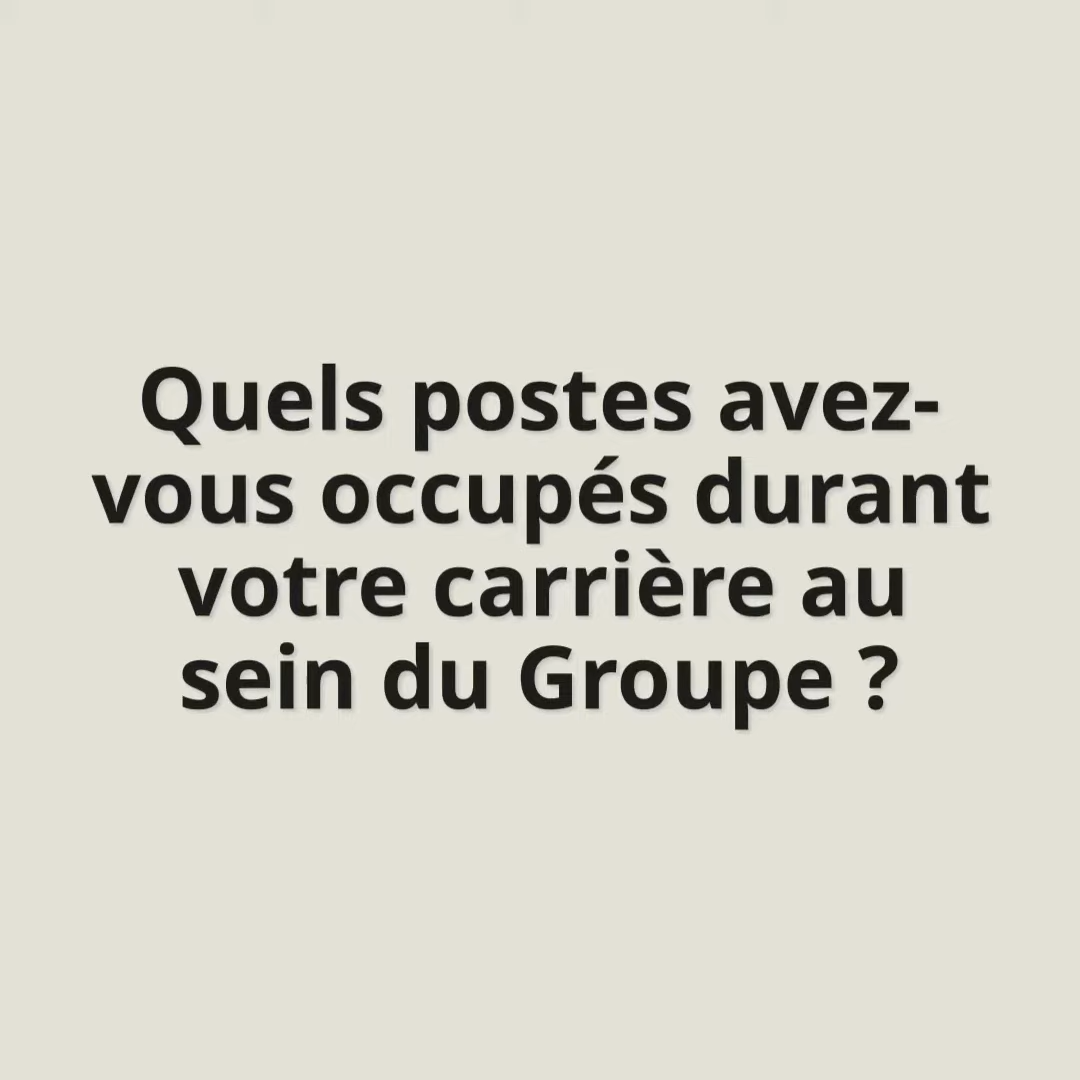 Quels postes avez-
vous occupés durant
votre carrière au
sein du Groupe ?